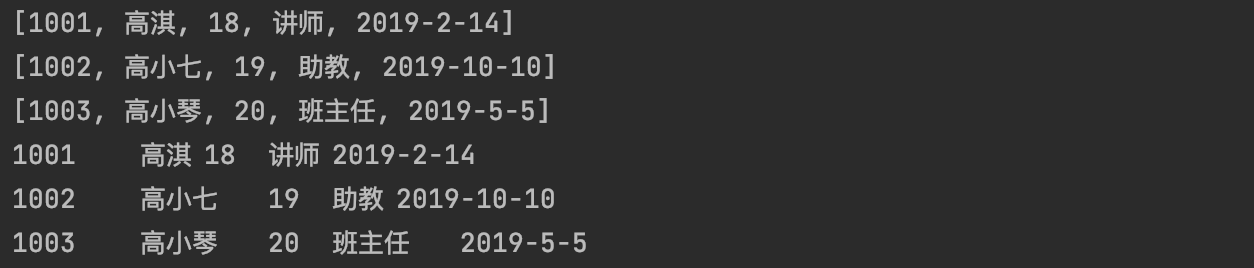 [1001, 高淇, 18, 讲师, 2019-2-14]
[1002, 高小七, 19, 助教, 2019-10-10]
[1003, 高小琴, 20, 班主任, 2019-5-5]
1001	高淇	18	讲师	2019-2-14
1002	高小七	19	助教	2019-10-10
1003	高小琴	20	班主任	2019-5-5